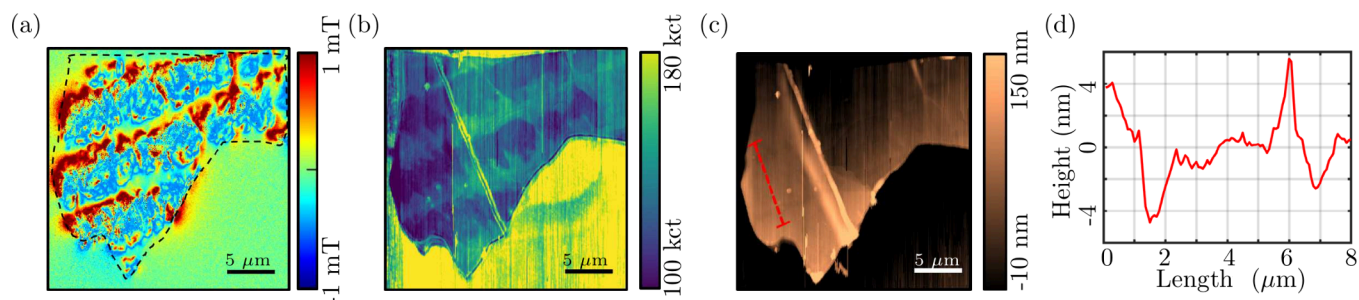 (a)
1 mT
-1 mT
5 μm
(b)
180 kct
100 kct
5 μm
(c)
150 nm
-10 nm
5 μm
(d)
Height (nm)
4
0
-4
0 2 4 6 8
Length (μm)